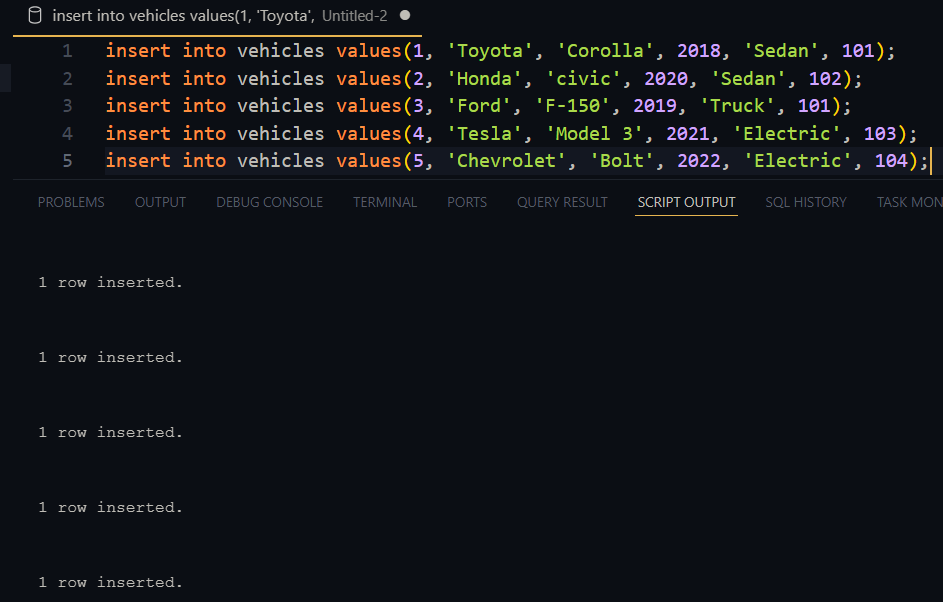 insert into vehicles values(1, 'Toyota', Untitled-2
1 insert into vehicles values(1, 'Toyota', 'Corolla', 2018, 'Sedan', 101);
2 insert into vehicles values(2, 'Honda', 'civic', 2020, 'Sedan', 102);
3 insert into vehicles values(3, 'Ford', 'F-150', 2019, 'Truck', 101);
4 insert into vehicles values(4, 'Tesla', 'Model 3', 2021, 'Electric', 103);
5 insert into vehicles values(5, 'Chevrolet', 'Bolt', 2022, 'Electric', 104);
PROBLEMS OUTPUT DEBUG CONSOLE TERMINAL PORTS QUERY RESULT SCRIPT OUTPUT SQL HISTORY TASK MON
1 row inserted.
1 row inserted.
1 row inserted.
1 row inserted.
1 row inserted.